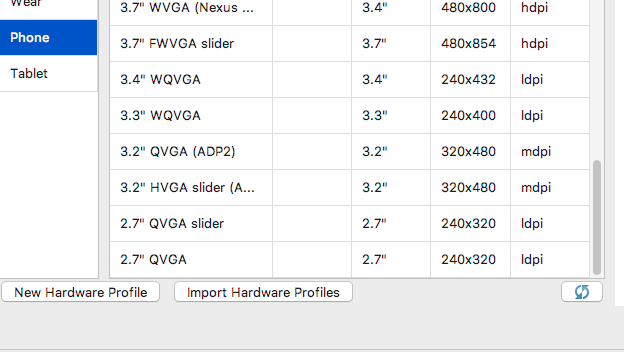 Wear
Phone
Tablet
3.7" WVGA (Nexus ... 3.4" 480x800 hdpi
3.7" FWVGA slider 3.7" 480x854 hdpi
3.4" WQVGA 3.4" 240x432 ldpi
3.3" WQVGA 3.3" 240x400 ldpi
3.2" QVGA (ADP2) 3.2" 320x480 mdpi
3.2" HVGA slider (A... 3.2" 320x480 mdpi
2.7" QVGA slider 2.7" 240x320 ldpi
2.7" QVGA 2.7" 240x320 ldpi
New Hardware Profile Import Hardware Profiles